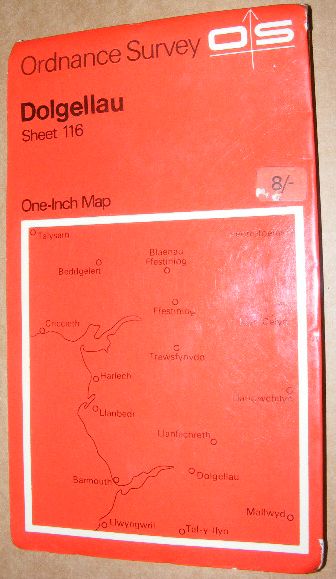 Ordnance Survey
OS
Dolgellau
Sheet 116
8/-
One-Inch Map
Talysarn
Beddgelert
Blaenau
Ffestiniog
Ffestiniog
Criccieth
Trawsfynydd
Harlech
Llanbedr
Llanfachreth
Barmouth
Dolgellau
Mallwyd
Llwyngwril
Tal-y-llyn